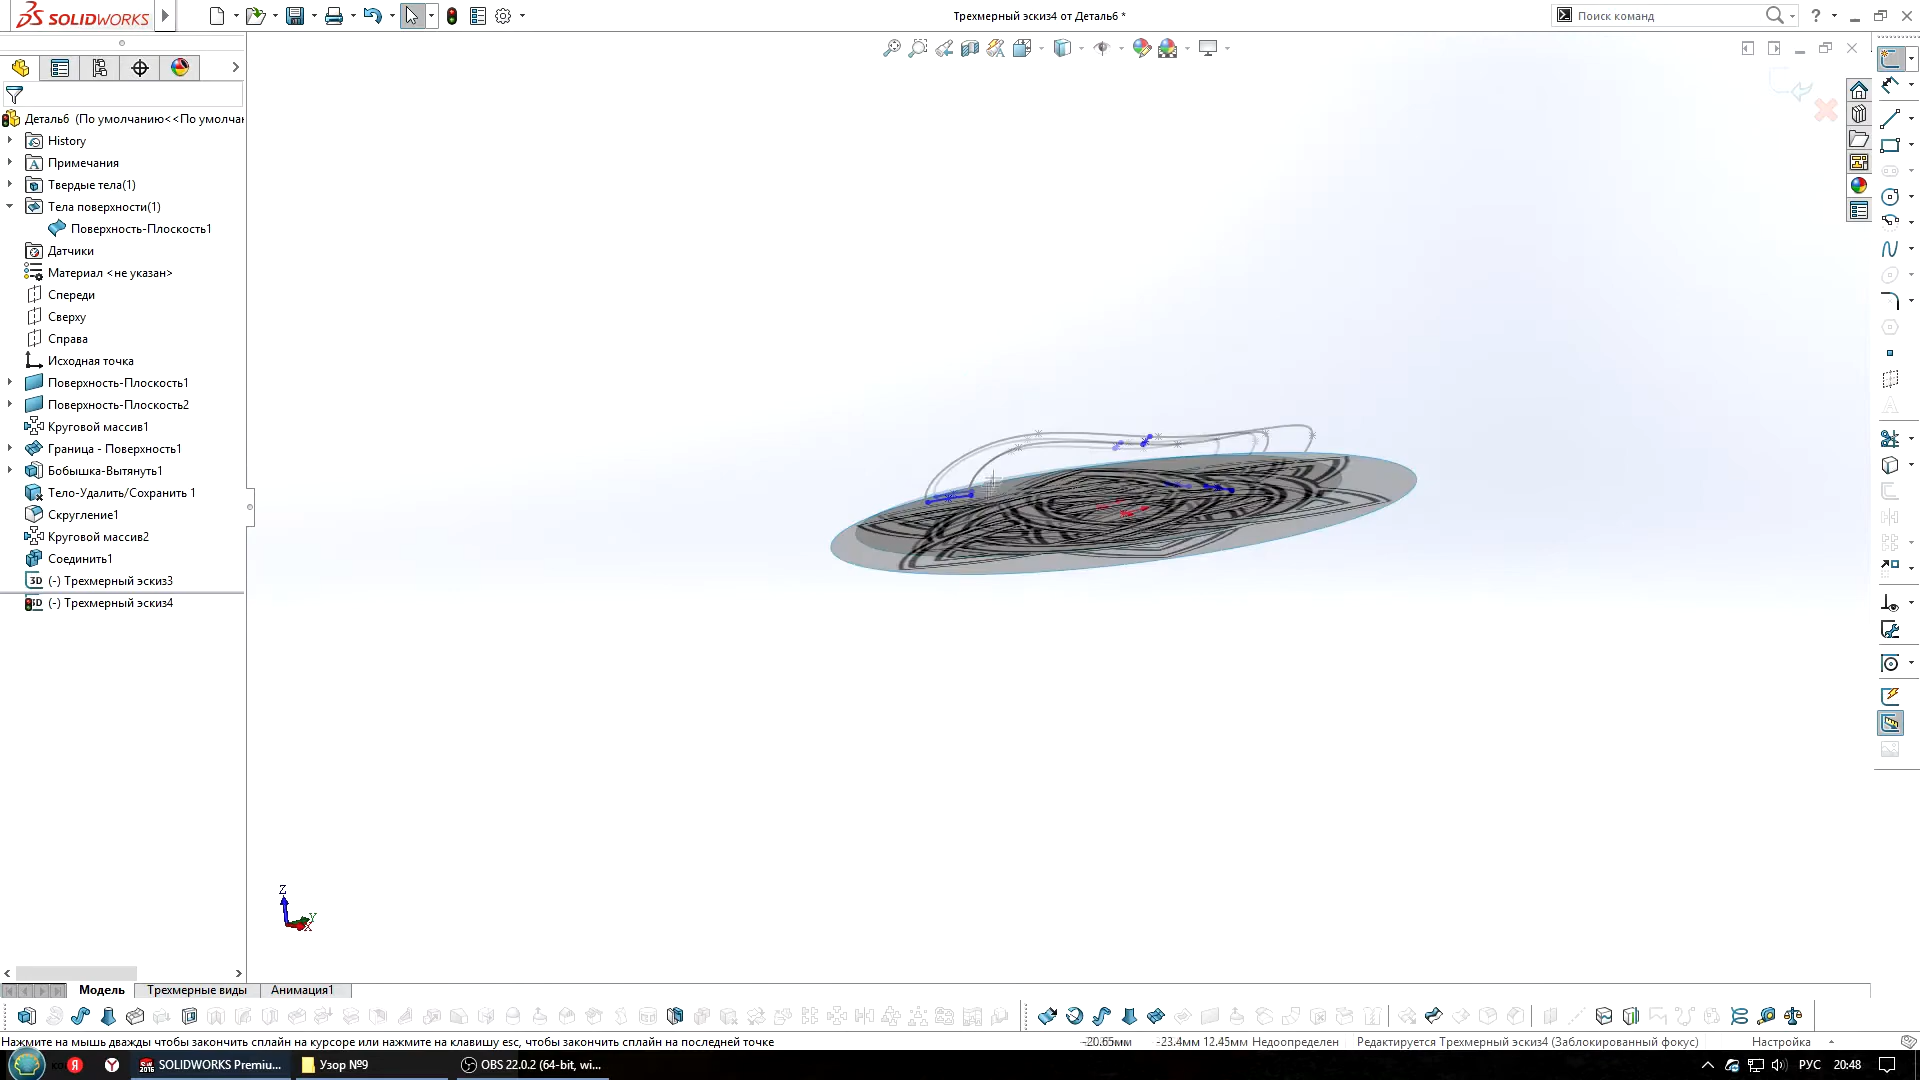 SOLIDWORKS
Трехмерный эскиз4 от Деталь6 *
Поиск команд
Деталь6 (По умолчанию<<По умолчан
History
Примечания
Твердые тела(1)
Тела поверхности(1)
Поверхность-Плоскость1
Датчики
Материал <не указан>
Спереди
Сверху
Справа
Исходная точка
Поверхность-Плоскость1
Поверхность-Плоскость2
Круговой массив1
Граница - Поверхность1
Бобышка-Вытянуть1
Тело-Удалить/Сохранить 1
Скругление1
Круговой массив2
Соединить1
3D (-) Трехмерный эскиз3
(-) Трехмерный эскиз4
Z
Y
X
Модель
Трехмерные виды
Анимация1
Нажмите на мышь дважды чтобы закончить сплайн на курсоре или нажмите на клавишу esc, чтобы закончить сплайн на последней точке
-20.65мм
-23.4мм 12.45мм Недоопределен
Редактируется Трехмерный эскиз4 (Заблокированный фокус)
Настройка
SOLIDWORKS Premiu...
Узор №9
OBS 22.0.2 (64-bit, wi...
РУС
20:48